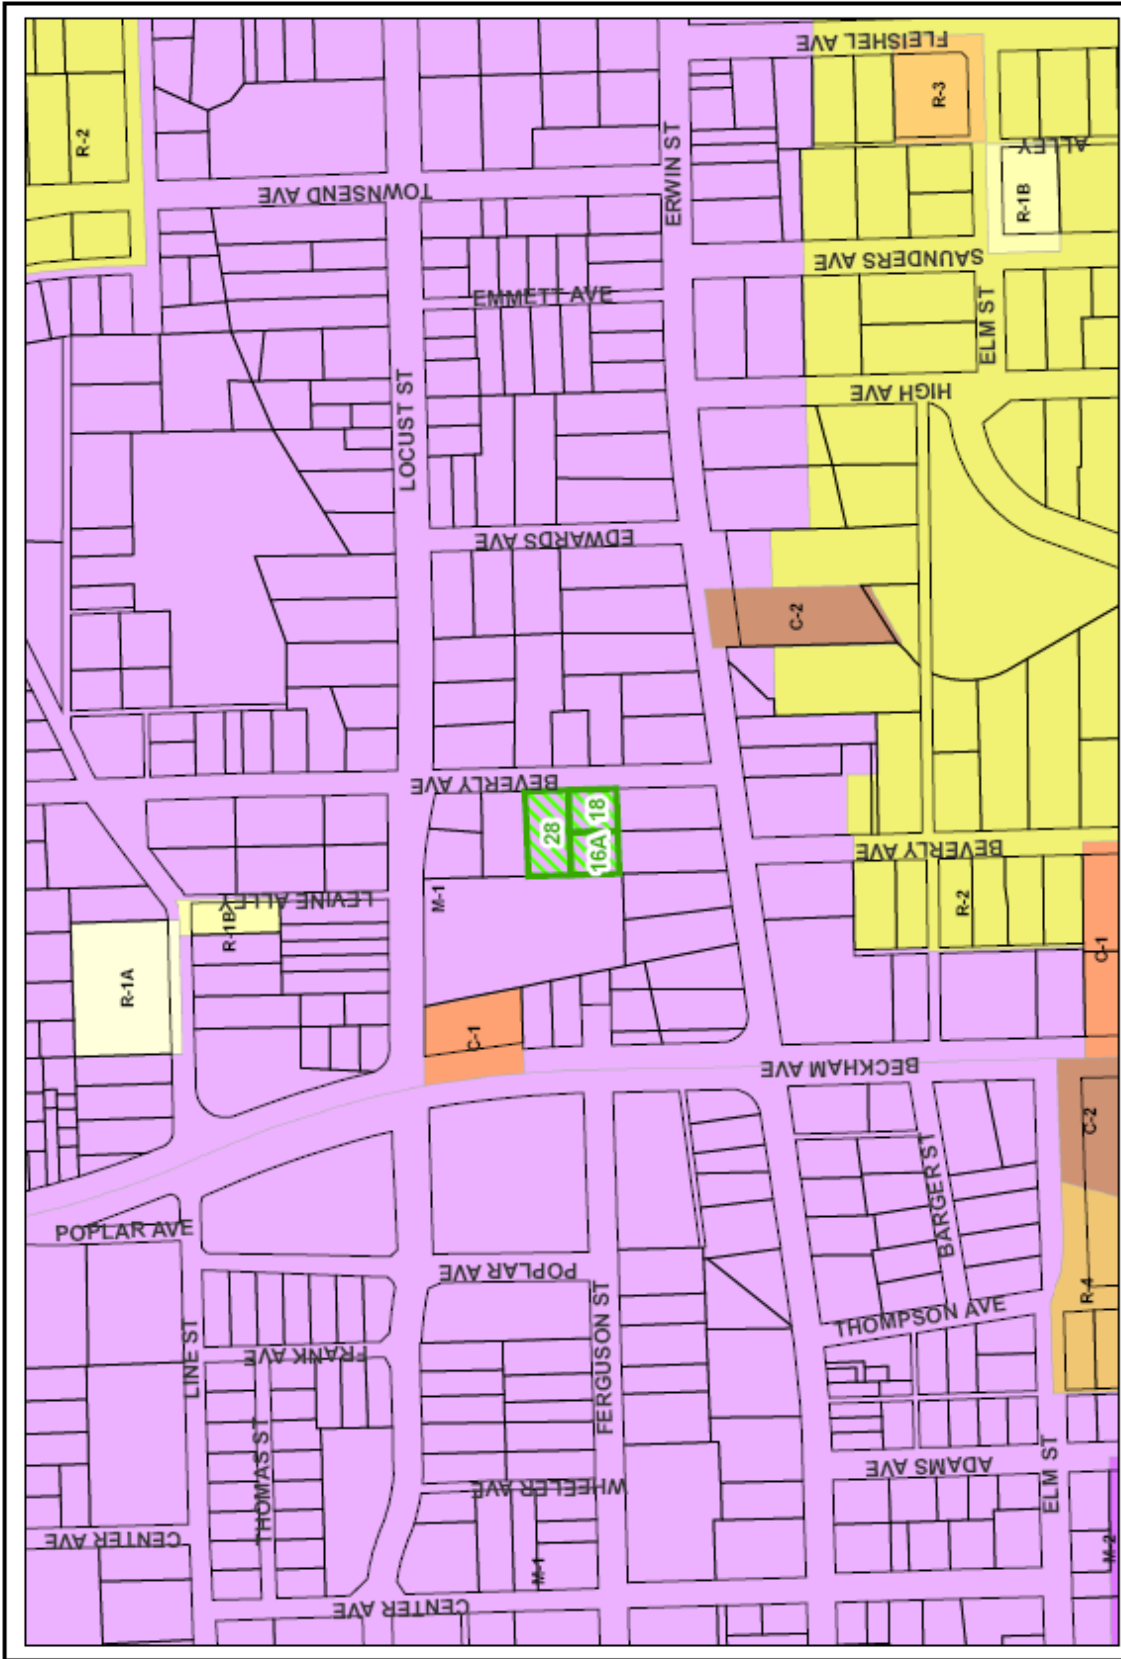 FLEISHEL AVE
R-3
R-2
ALLEY
ERWIN ST
TOWNSEND AVE
R-1B
SAUNDERS AVE
EMMETT AVE
ELM ST
HIGH AVE
LOCUST ST
EDWARDS AVE
C-2
BEVERLY AVE
28
18
16A
BEVERLY AVE
M-1
LEVINE ALLEY
R-1B
R-2
C-1
R-1A
C-1
BECKHAM AVE
C-2
BARGER ST
POPLAR AVE
POPLAR AVE
R-4
THOMPSON AVE
LINE ST
FRANK AVE
FERGUSON ST
THOMAS ST
ADAMS AVE
WHEELER AVE
ELM ST
CENTER AVE
M-1
M-2
CENTER AVE